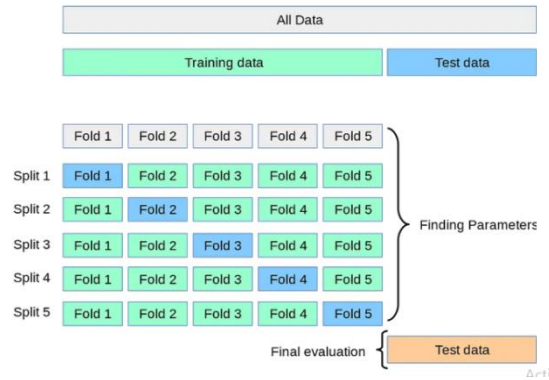 All Data
Training data Test data
Fold 1 Fold 2 Fold 3 Fold 4 Fold 5
Split 1 Fold 1 Fold 2 Fold 3 Fold 4 Fold 5
Split 2 Fold 1 Fold 2 Fold 3 Fold 4 Fold 5
Finding Parameters
Split 3 Fold 1 Fold 2 Fold 3 Fold 4 Fold 5
Split 4 Fold 1 Fold 2 Fold 3 Fold 4 Fold 5
Split 5 Fold 1 Fold 2 Fold 3 Fold 4 Fold 5
Final evaluation Test data
Acti